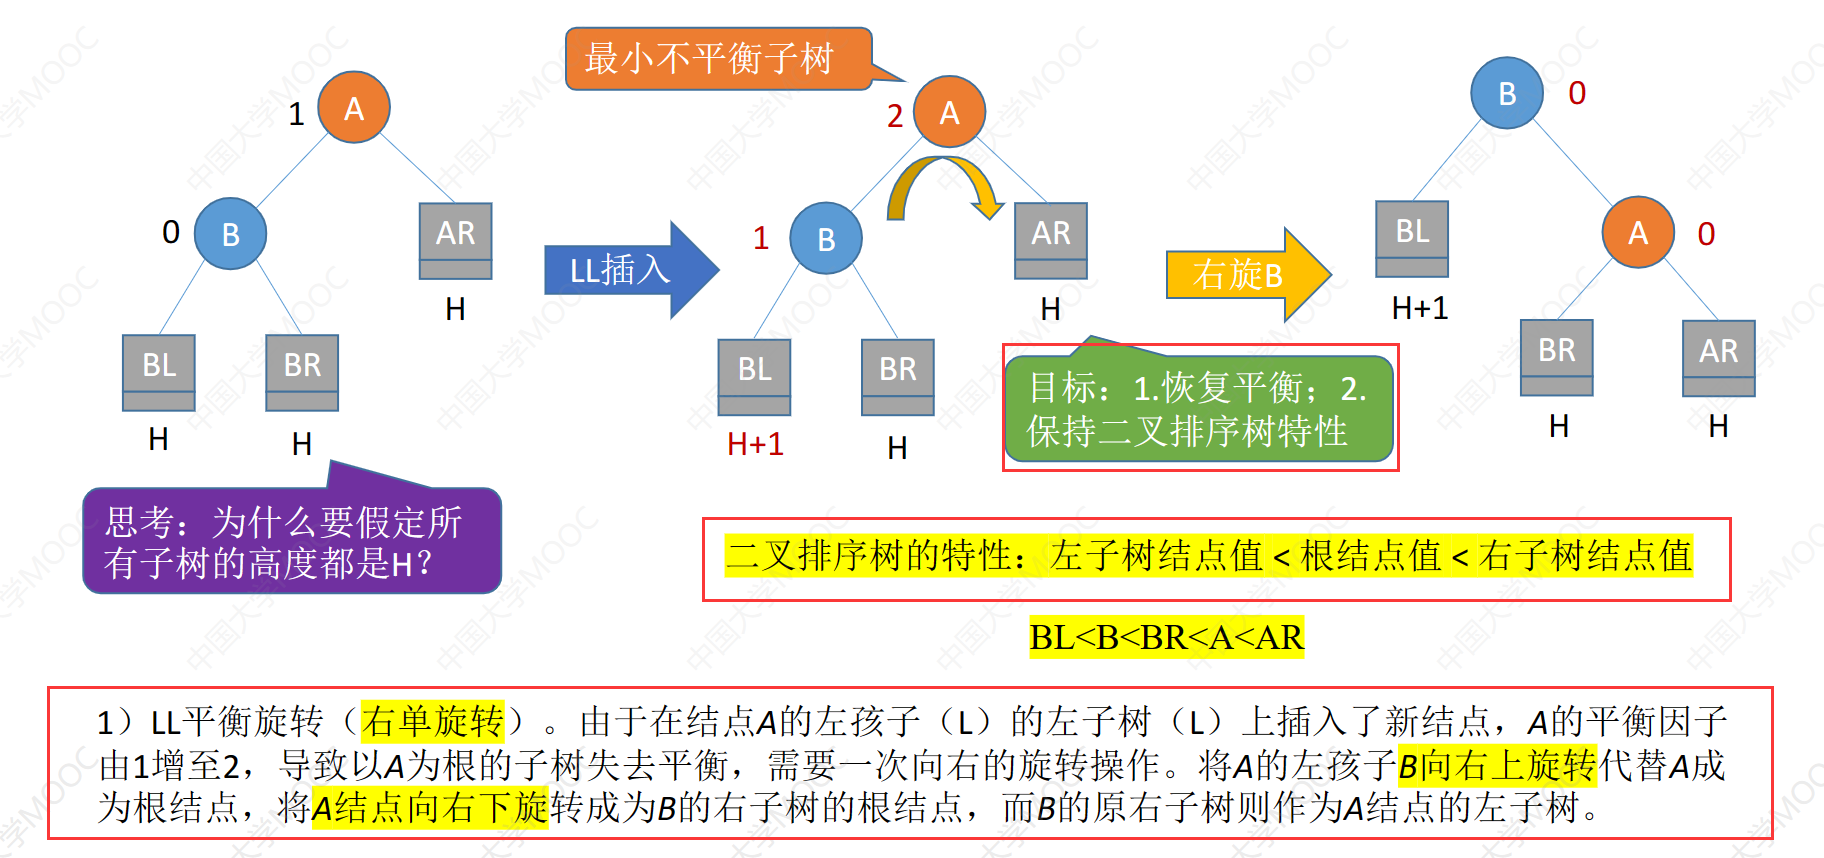 最小不平衡子树
1
A
2
A
B
0
0
B
AR
H
LL插入
1
B
AR
H
右旋B
BL
H+1
A
0
BL
H
BR
H
BL
H+1
BR
H
目标：1.恢复平衡；2.
保持二叉排序树特性
BR
H
AR
H
思考：为什么要假定所
有子树的高度都是H？
二叉排序树的特性：左子树结点值 < 根结点值 < 右子树结点值
BL<B<BR<A<AR
1）LL平衡旋转（右单旋转）。由于在结点A的左孩子（L）的左子树（L）上插入了新结点，A的平衡因子
由1增至2，导致以A为根的子树失去平衡，需要一次向右的旋转操作。将A的左孩子B向右上旋转代替A成
为根结点，将A结点向右下旋转成为B的右子树的根结点，而B的原右子树则作为A结点的左子树。
中国大学MOOC